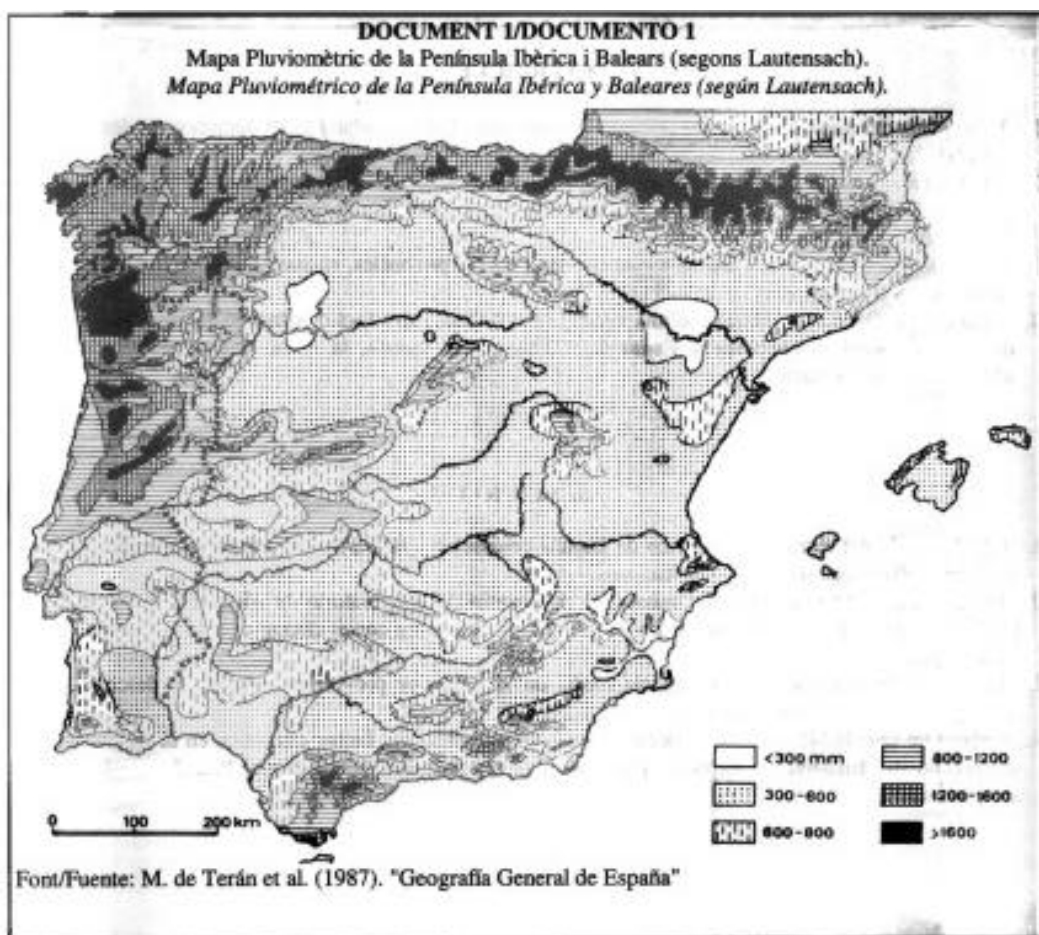 DOCUMENT 1/DOCUMENTO 1
Mapa Pluviomètric de la Península Ibèrica i Balears (segons Lautensach).
Mapa Pluviométrico de la Península Ibérica y Baleares (según Lautensach).
<300 mm
300-600
600-800
800-1200
1200-1600
>1600
0 100 200 km
Font/Fuente: M. de Terán et al. (1987). "Geografía General de España"